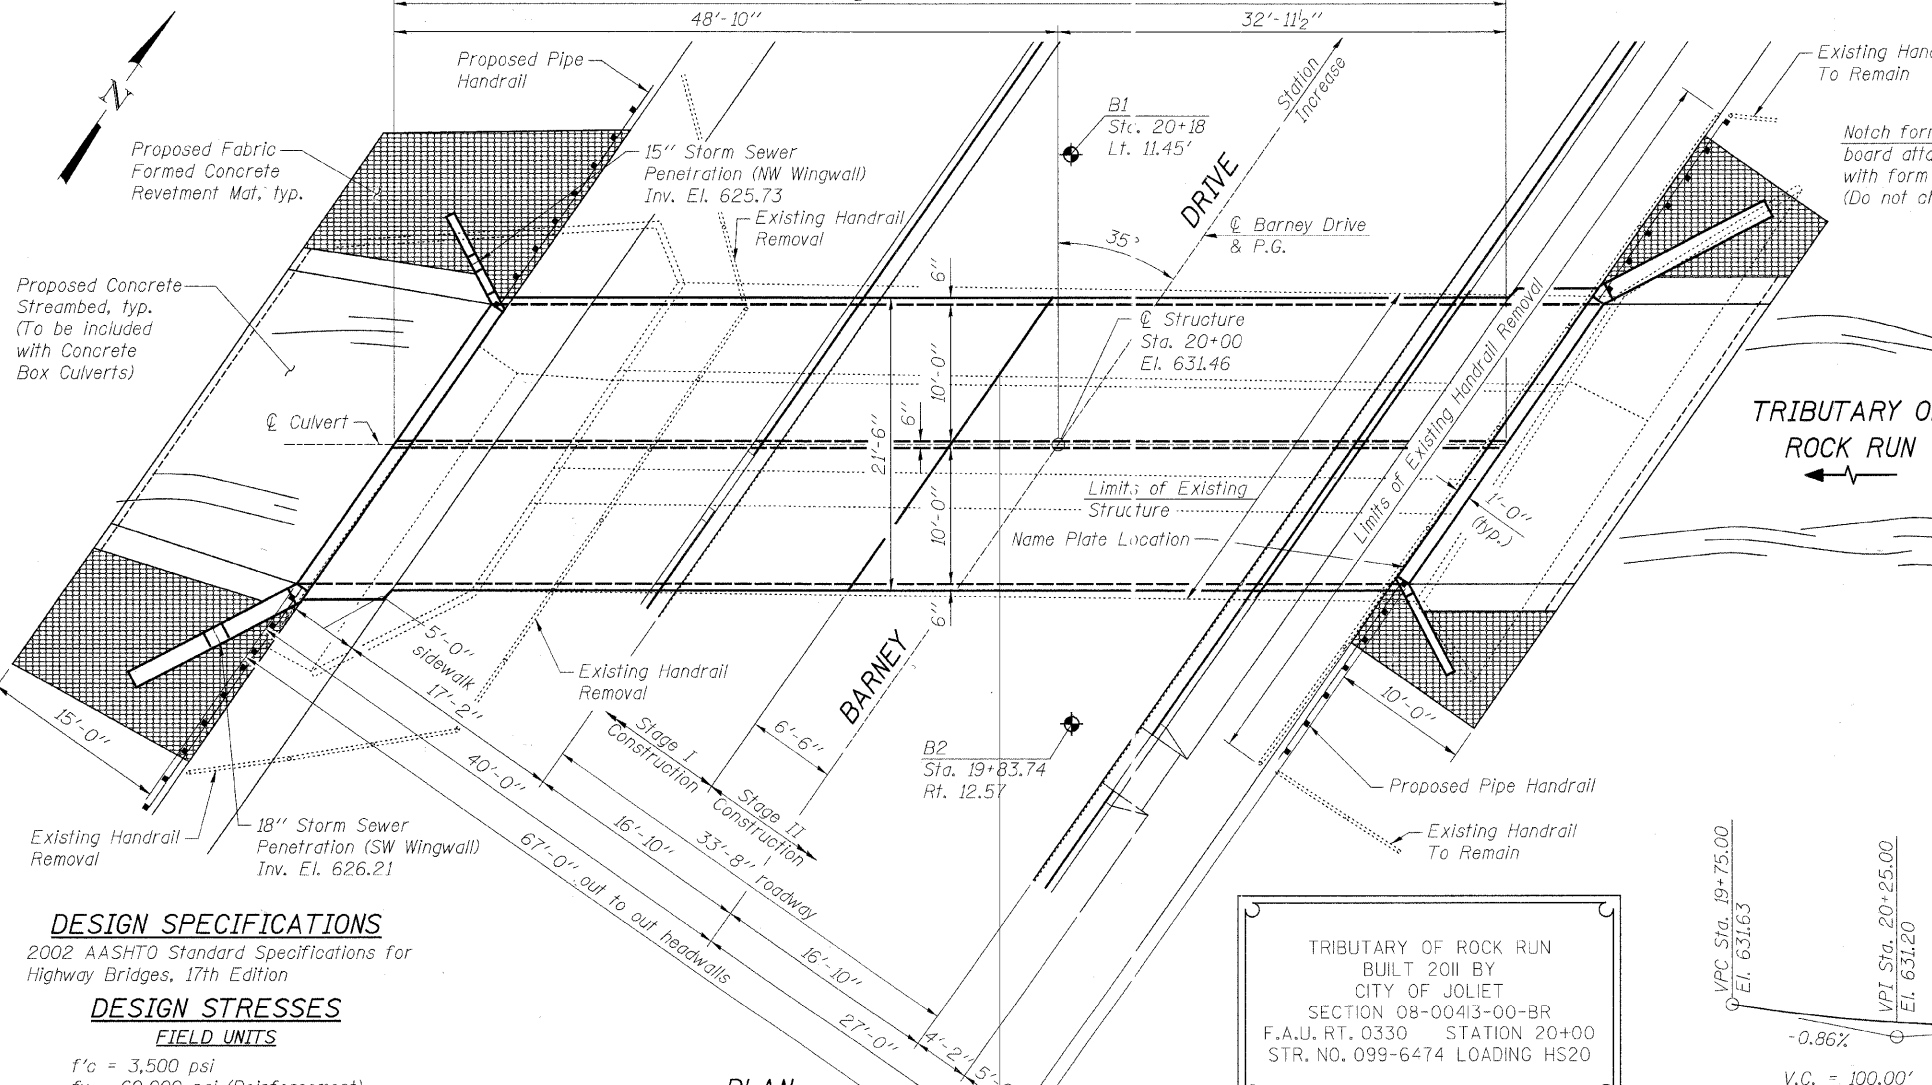 48'-10"
32'-11½"
Proposed Pipe
Handrail
Station
Increase
Existing
To Remain
N
B1
Sta. 20+18
Lt. 11.45'
Proposed Fabric
Formed Concrete
Revetment Mat, typ.
15" Storm Sewer
Penetration (NW Wingwall)
Inv. El. 625.73
Notch
board
with form
(Do not
Existing Handrail
Removal
DRIVE
35°
℄ Barney Drive
& P.G.
Proposed Concrete
Streambed, typ.
(To be included
with Concrete
Box Culverts)
6"
℄ Structure
Sta. 20+00
El. 631.46
10'-0"
Limits of Existing Handrail Removal
℄ Culvert
6"
21'-6"
TRIBUTARY
ROCK RUN
Limits of Existing
Structure
1'-0"
(typ.)
10'-0"
Name Plate Location
6"
5'-0"
sidewalk
17'-2"
Existing Handrail
Removal
BARNEY
15'-0"
10'-0"
Stage I
Construction
6'-6"
40'-0"
B2
Sta. 19+83.74
Rt. 12.57
Proposed Pipe Handrail
Stage II
Construction
Existing Handrail
Removal
18" Storm Sewer
Penetration (SW Wingwall)
Inv. El. 626.21
16'-10"
33'-8" roadway
67'-0" out to out headwalls
Existing Handrail
To Remain
VPC Sta. 19+75.00
El. 631.63
VPI Sta. 20+25.00
El. 631.20
16'-10"
27'-0"
4'-2"
DESIGN SPECIFICATIONS
2002 AASHTO Standard Specifications for
Highway Bridges, 17th Edition
DESIGN STRESSES
FIELD UNITS
f'c = 3,500 psi
fy = 60,000 psi (Reinforcement)
PLAN
TRIBUTARY OF ROCK RUN
BUILT 2011 BY
CITY OF JOLIET
SECTION 08-00413-00-BR
F.A.U. RT. 0330 STATION 20+00
STR. NO. 099-6474 LOADING HS20
-0.86%
V.C. = 100.00'